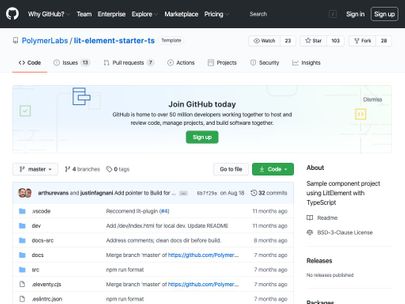 Why GitHub? Team Enterprise Explore Marketplace Pricing Search / Sign in Sign up
PolymerLabs / lit-element-starter-ts Template Watch 23 Star 103 Fork 28
Code Issues 13 Pull requests 7 Actions Projects Security Insights
Join GitHub today
Dismiss
GitHub is home to over 50 million developers working together to host and
review code, manage projects, and build software together.
Sign up
master 4 branches 0 tags Go to file Code
arthurevans and justinfagnani Add pointer to Build for ... on Aug 18 32 commits
.vscode Reccomend lit-plugin (#4) 11 months ago
dev Add /dev/index.html for local dev. Update README 11 months ago
docs-src Address comments; clean docs dir before build. 8 months ago
docs Merge branch 'master' of https://github.com/Polymer... 7 months ago
src npm run format 7 months ago
.eleventy.cjs Merge branch 'master' of https://github.com/Polymer... 7 months ago
.eslintrc.json npm run format 7 months ago
About
Sample component project
using LitElement with
TypeScript
Readme
BSD-3-Clause License
Releases
No releases published
Packages